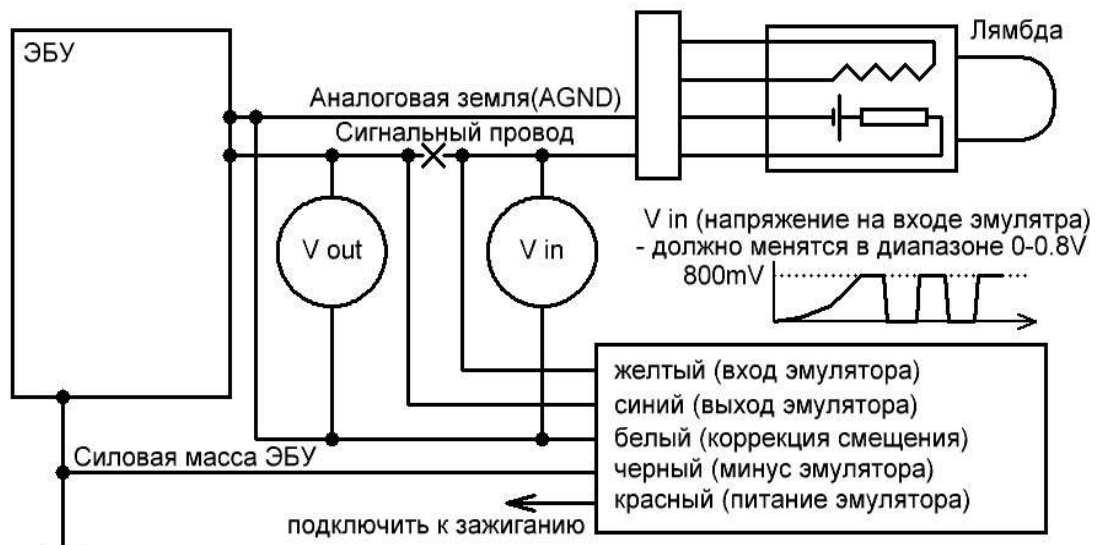 ЭБУ
Лямбда
Аналоговая земля(AGND)
Сигнальный провод
V out
V in
V in (напряжение на входе эмулятра)
- должно менятся в диапазоне 0-0.8V
800mV
желтый (вход эмулятора)
синий (выход эмулятора)
белый (коррекция смещения)
Силовая масса ЭБУ
черный (минус эмулятора)
красный (питание эмулятора)
подключить к зажиганию